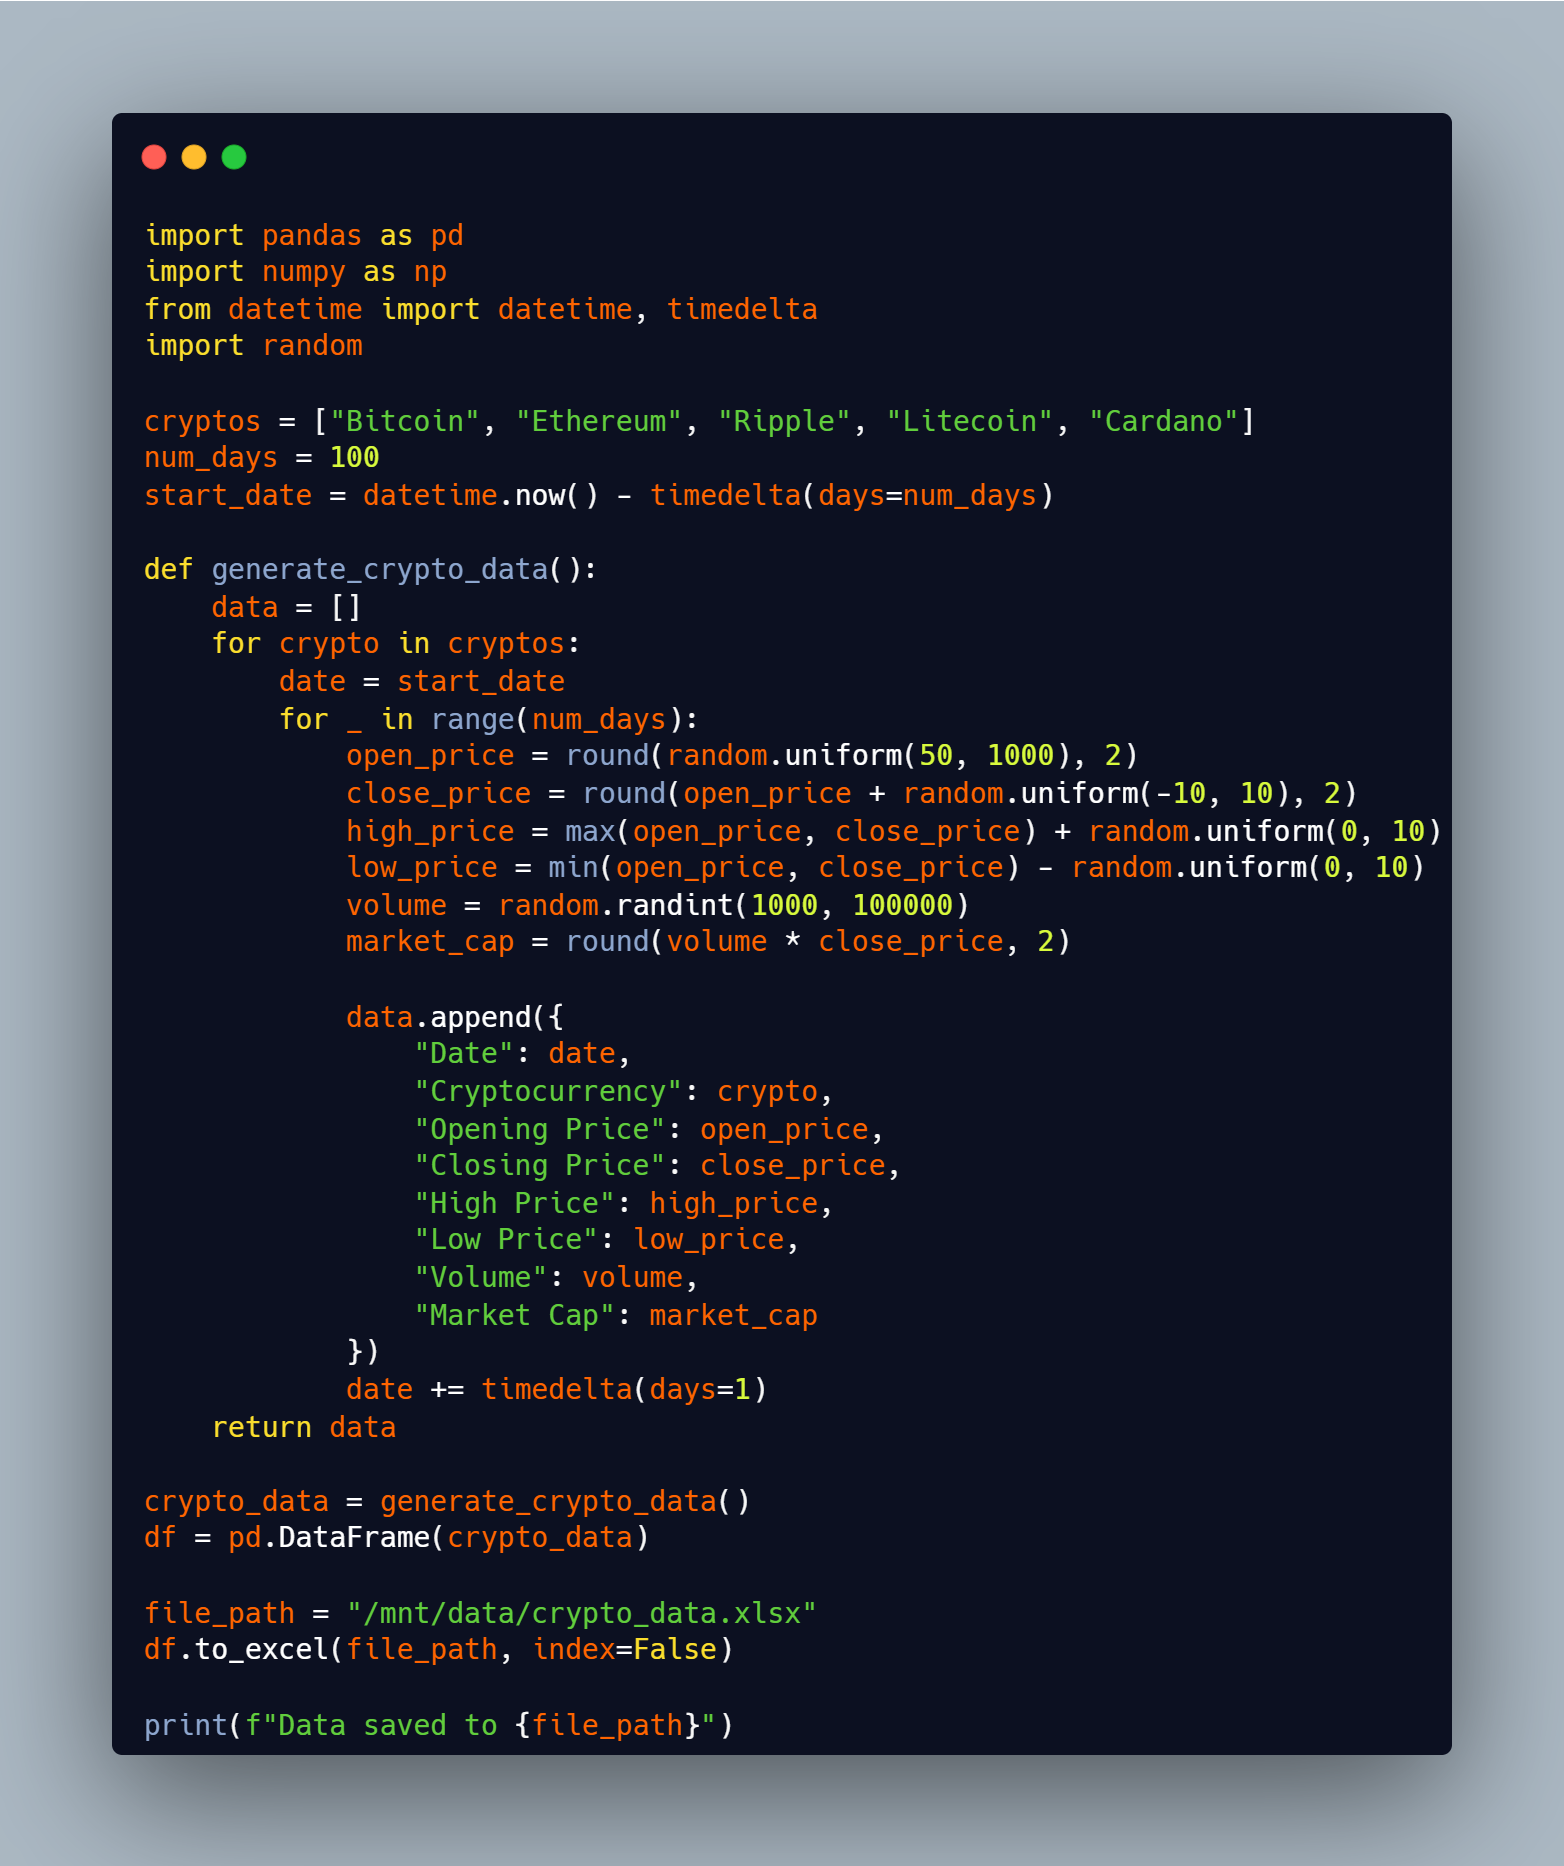 import pandas as pd
import numpy as np
from datetime import datetime, timedelta
import random

cryptos = ["Bitcoin", "Ethereum", "Ripple", "Litecoin", "Cardano"]
num_days = 100
start_date = datetime.now() - timedelta(days=num_days)

def generate_crypto_data():
    data = []
    for crypto in cryptos:
        date = start_date
        for _ in range(num_days):
            open_price = round(random.uniform(50, 1000), 2)
            close_price = round(open_price + random.uniform(-10, 10), 2)
            high_price = max(open_price, close_price) + random.uniform(0, 10)
            low_price = min(open_price, close_price) - random.uniform(0, 10)
            volume = random.randint(1000, 100000)
            market_cap = round(volume * close_price, 2)

            data.append({
                "Date": date,
                "Cryptocurrency": crypto,
                "Opening Price": open_price,
                "Closing Price": close_price,
                "High Price": high_price,
                "Low Price": low_price,
                "Volume": volume,
                "Market Cap": market_cap
            })
            date += timedelta(days=1)
    return data

crypto_data = generate_crypto_data()
df = pd.DataFrame(crypto_data)

file_path = "/mnt/data/crypto_data.xlsx"
df.to_excel(file_path, index=False)

print(f"Data saved to {file_path}")